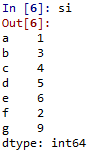 In [6]: si
Out[6]:
a    1
b    3
c    4
d    5
e    6
f    2
g    9
dtype: int64